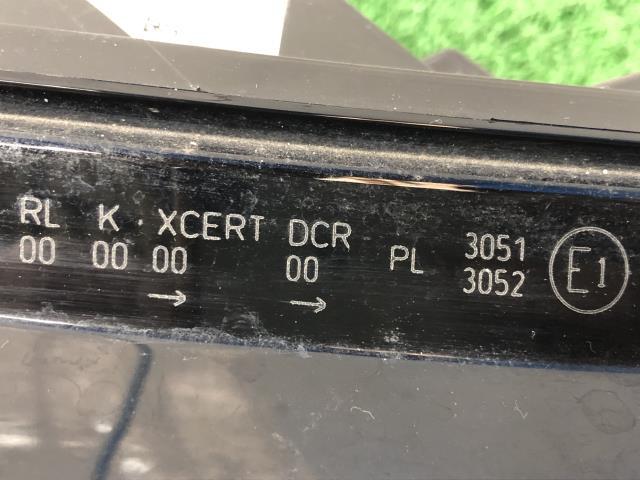 RL K XCERT DCR PL 3051 E1
00 00 00 00 3052
→ →